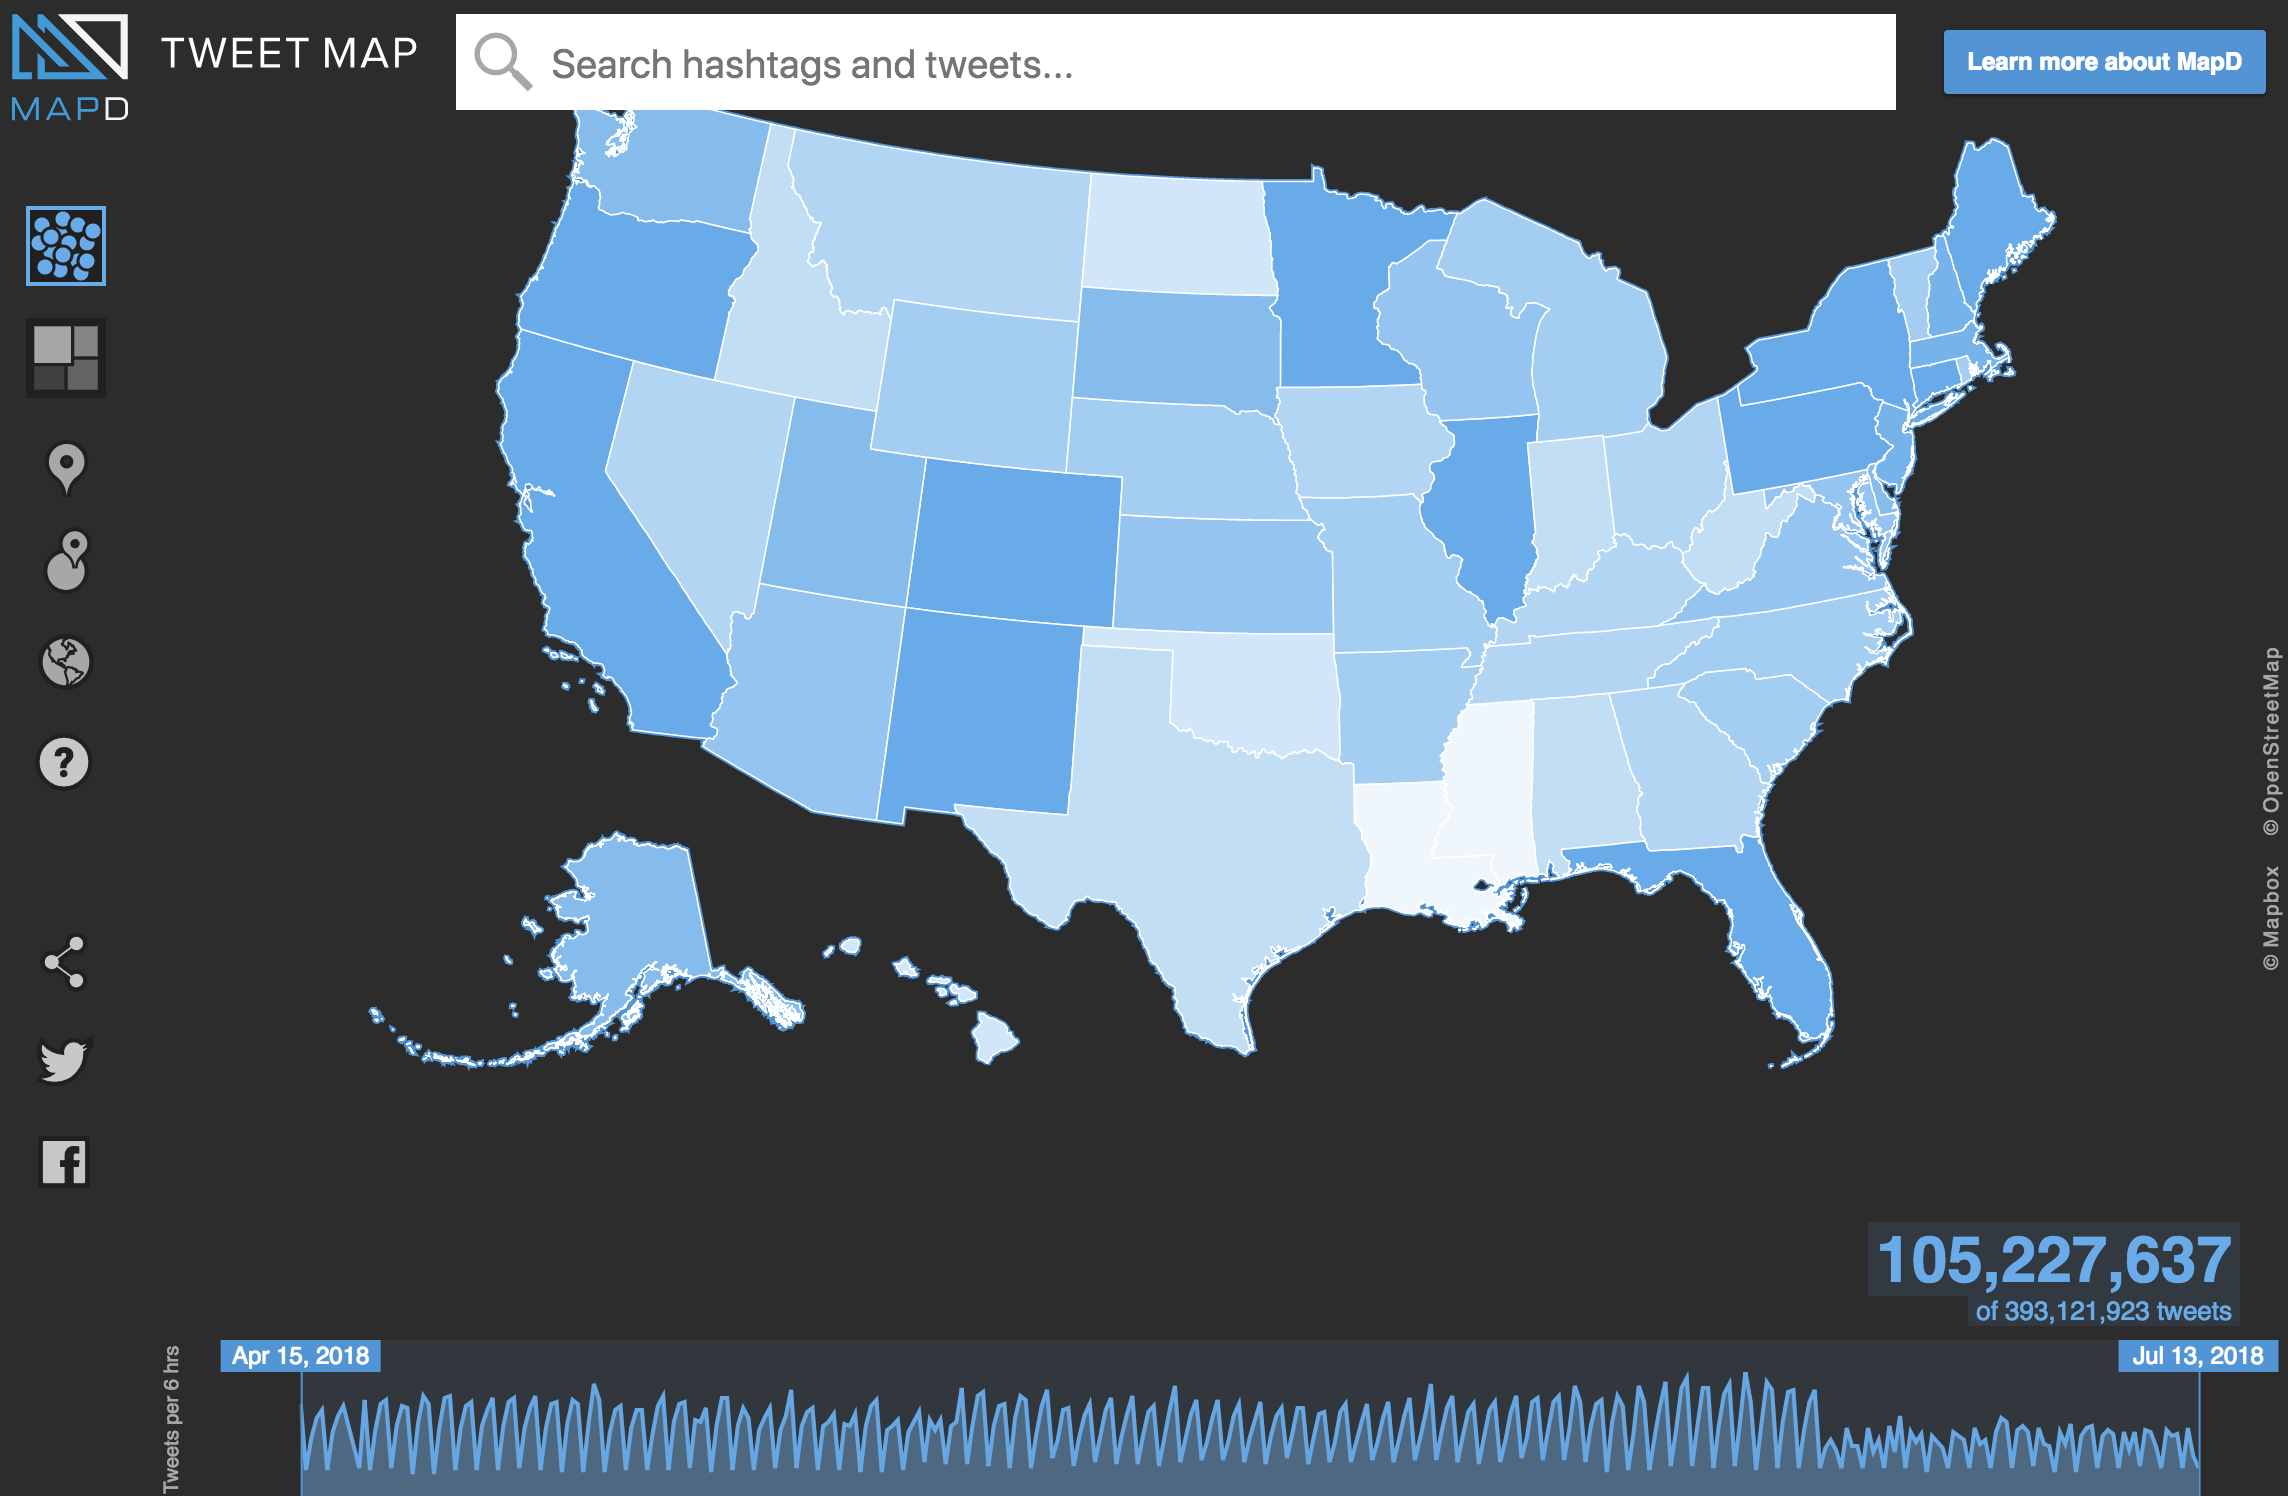 MAPD
TWEET MAP
Search hashtags and tweets...
Learn more about MapD
?
© Mapbox © OpenStreetMap
105,227,637
of 393,121,923 tweets
Tweets per 6 hrs
Apr 15, 2018
Jul 13, 2018